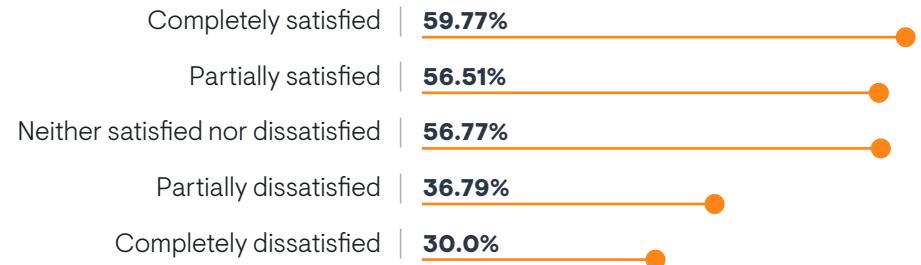 Completely satisfied 59.77%
Partially satisfied 56.51%
Neither satisfied nor dissatisfied 56.77%
Partially dissatisfied 36.79%
Completely dissatisfied 30.0%